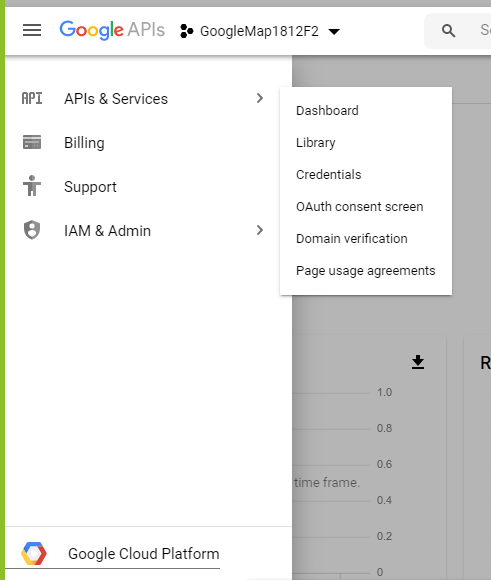 Google APIs GoogleMap1812F2
API APIs & Services
Billing
Support
IAM & Admin
Dashboard
Library
Credentials
OAuth consent screen
Domain verification
Page usage agreements
1.0
0.8
0.6
time frame.
0.4
0.2
0
Google Cloud Platform